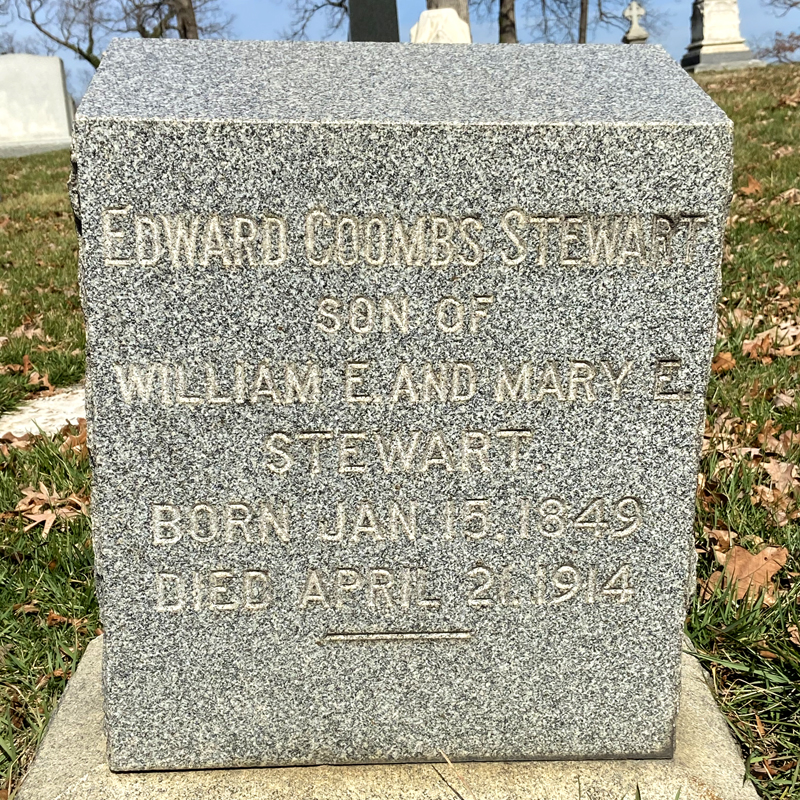 EDWARD COOMBS STEWART
SON OF
WILLIAM E. AND MARY E.
STEWART.
BORN JAN. 15, 1849
DIED APRIL 21. 1914